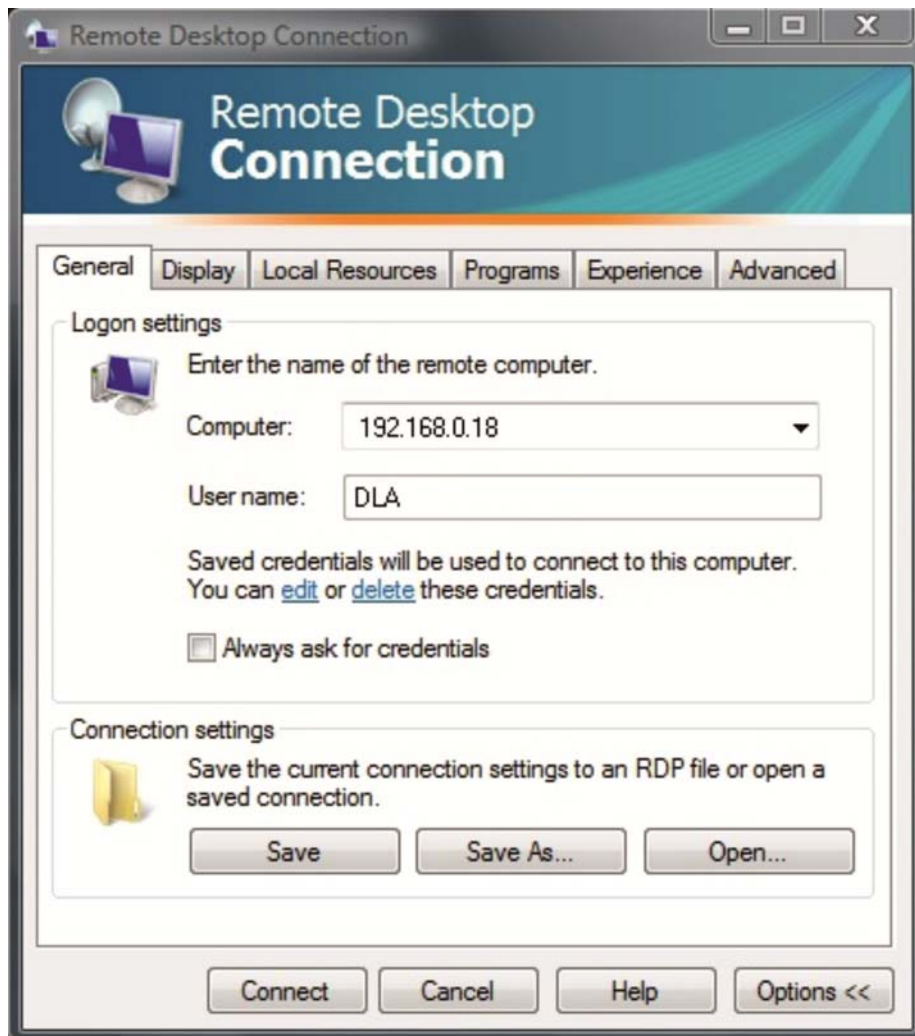 Remote Desktop Connection
Remote Desktop
Connection
General Display Local Resources Programs Experience Advanced
Logon settings
Enter the name of the remote computer.
Computer: 192.168.0.18
User name: DLA
Saved credentials will be used to connect to this computer.
You can edit or delete these credentials.
Always ask for credentials
Connection settings
Save the current connection settings to an RDP file or open a
saved connection.
Save Save As... Open...
Connect Cancel Help Options <<